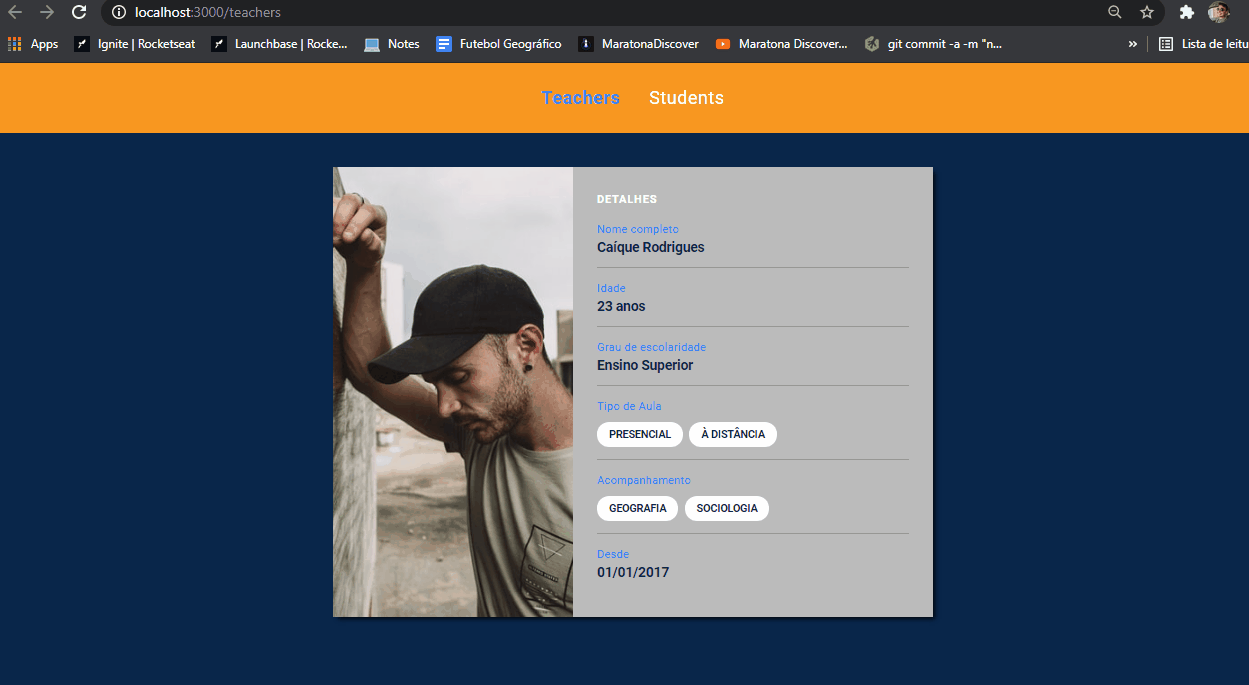 localhost:3000/teachers
Apps Ignite | Rocketseat Launchbase | Rocke... Notes Futebol Geográfico MaratonaDiscover Maratona Discover... git commit -a -m "n... » Lista de leitu
Teachers Students
DETALHES
Nome completo
Caíque Rodrigues
Idade
23 anos
Grau de escolaridade
Ensino Superior
Tipo de Aula
PRESENCIAL À DISTÂNCIA
Acompanhamento
GEOGRAFIA SOCIOLOGIA
Desde
01/01/2017